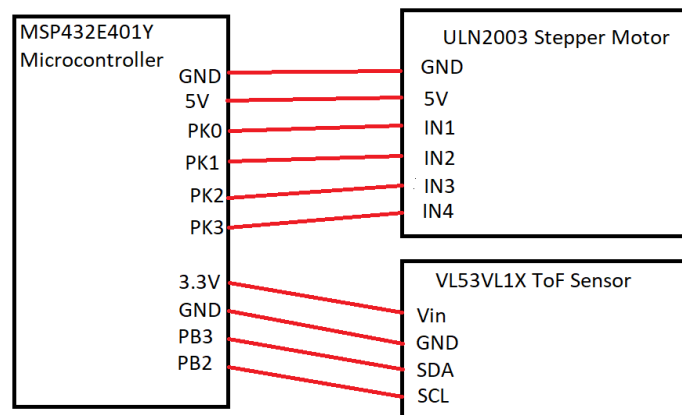 MSP432E401Y
Microcontroller
GND
5V
PK0
PK1
PK2
PK3
3.3V
GND
PB3
PB2
ULN2003 Stepper Motor
GND
5V
IN1
IN2
IN3
IN4
VL53VL1X ToF Sensor
Vin
GND
SDA
SCL